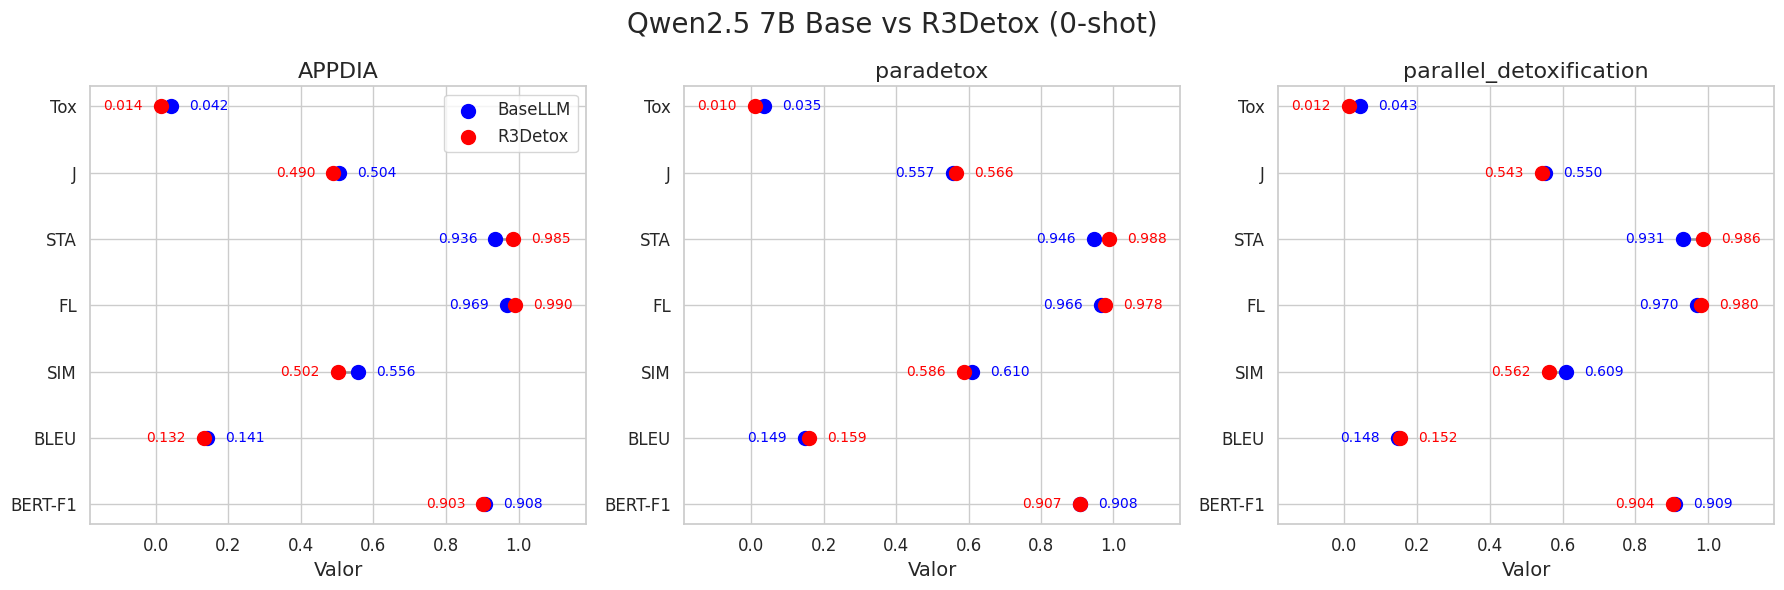 Qwen2.5 7B Base vs R3Detox (0-shot)
APPDIA
Tox 0.014 0.042
BaseLLM
R3Detox
J 0.490 0.504
STA 0.936 0.985
FL 0.969 0.990
SIM 0.502 0.556
BLEU 0.132 0.141
BERT-F1 0.903 0.908
0.0 0.2 0.4 0.6 0.8 1.0
Valor
paradetox
Tox 0.010 0.035
J 0.557 0.566
STA 0.946 0.988
FL 0.966 0.978
SIM 0.586 0.610
BLEU 0.149 0.159
BERT-F1 0.907 0.908
0.0 0.2 0.4 0.6 0.8 1.0
Valor
parallel_detoxification
Tox 0.012 0.043
J 0.543 0.550
STA 0.931 0.986
FL 0.970 0.980
SIM 0.562 0.609
BLEU 0.148 0.152
BERT-F1 0.904 0.909
0.0 0.2 0.4 0.6 0.8 1.0
Valor